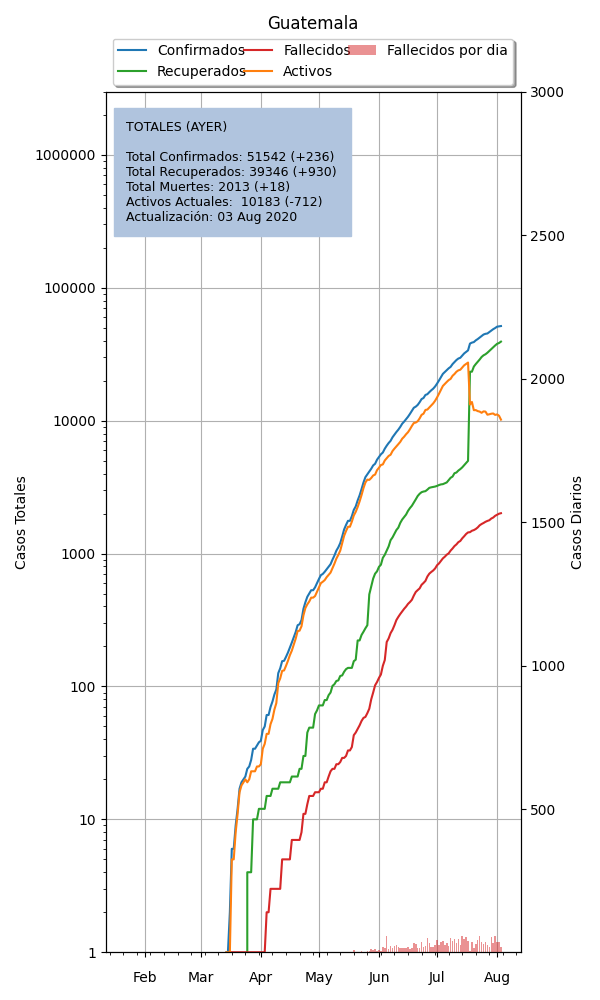 Guatemala
Confirmados
Recuperados
Fallecidos
Activos
Fallecidos por dia
TOTALES (AYER)
Total Confirmados: 51542 (+236)
Total Recuperados: 39346 (+930)
Total Muertes: 2013 (+18)
Activos Actuales:  10183 (-712)
Actualización: 03 Aug 2020
Casos Totales
1000000
100000
10000
1000
100
10
1
3000
2500
2000
1500
1000
500
Casos Diarios
Feb Mar Apr May Jun Jul Aug